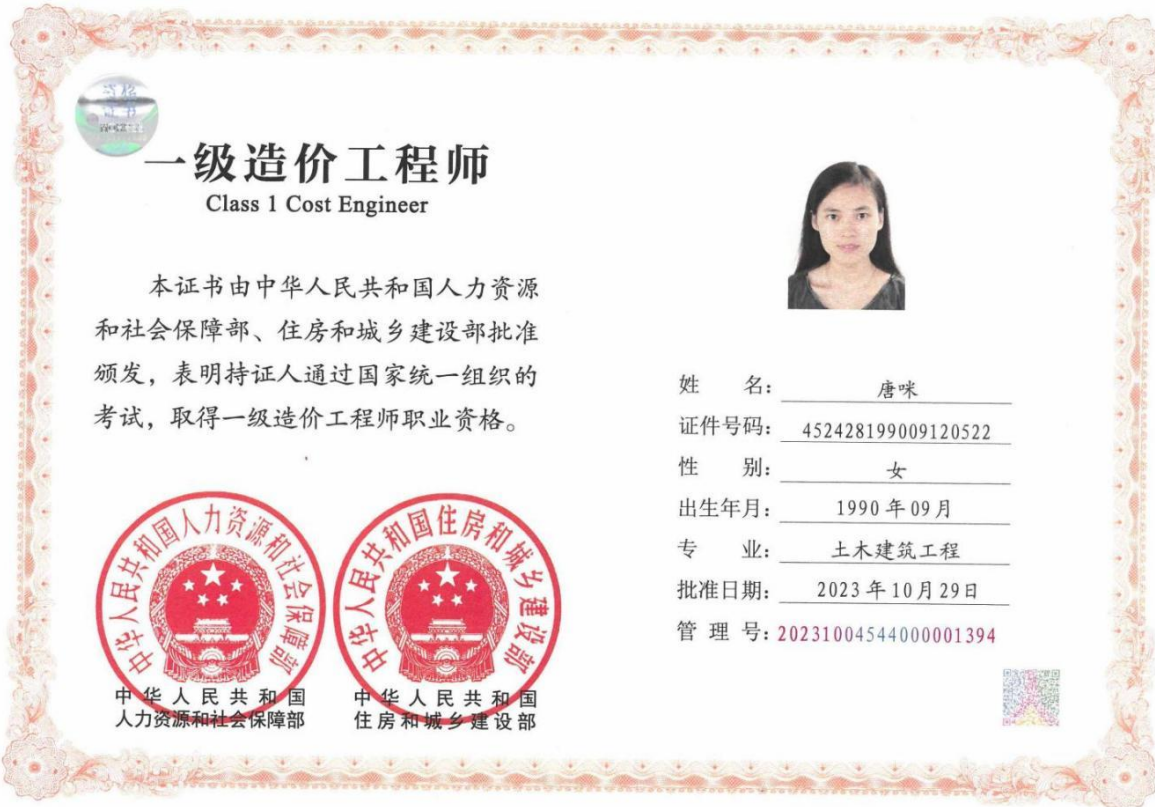 一级造价工程师
Class 1 Cost Engineer
本证书由中华人民共和国人力资源
和社会保障部、住房和城乡建设部批准
颁发，表明持证人通过国家统一组织的
考试，取得一级造价工程师职业资格。
中华人民共和国人力资源和社会保障部
中华人民共和国住房和城乡建设部
中华人民共和国
人力资源和社会保障部
中华人民共和国
住房和城乡建设部
姓 名： 唐咪
证件号码： 452428199009120522
性 别： 女
出生年月： 1990年09月
专 业： 土木建筑工程
批准日期： 2023年10月29日
管 理 号： 20231004544000001394